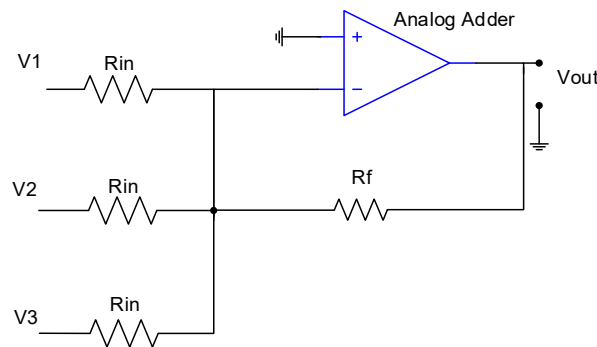 Analog Adder
V1
Rin
+
−
Vout
V2
Rin
Rf
V3
Rin